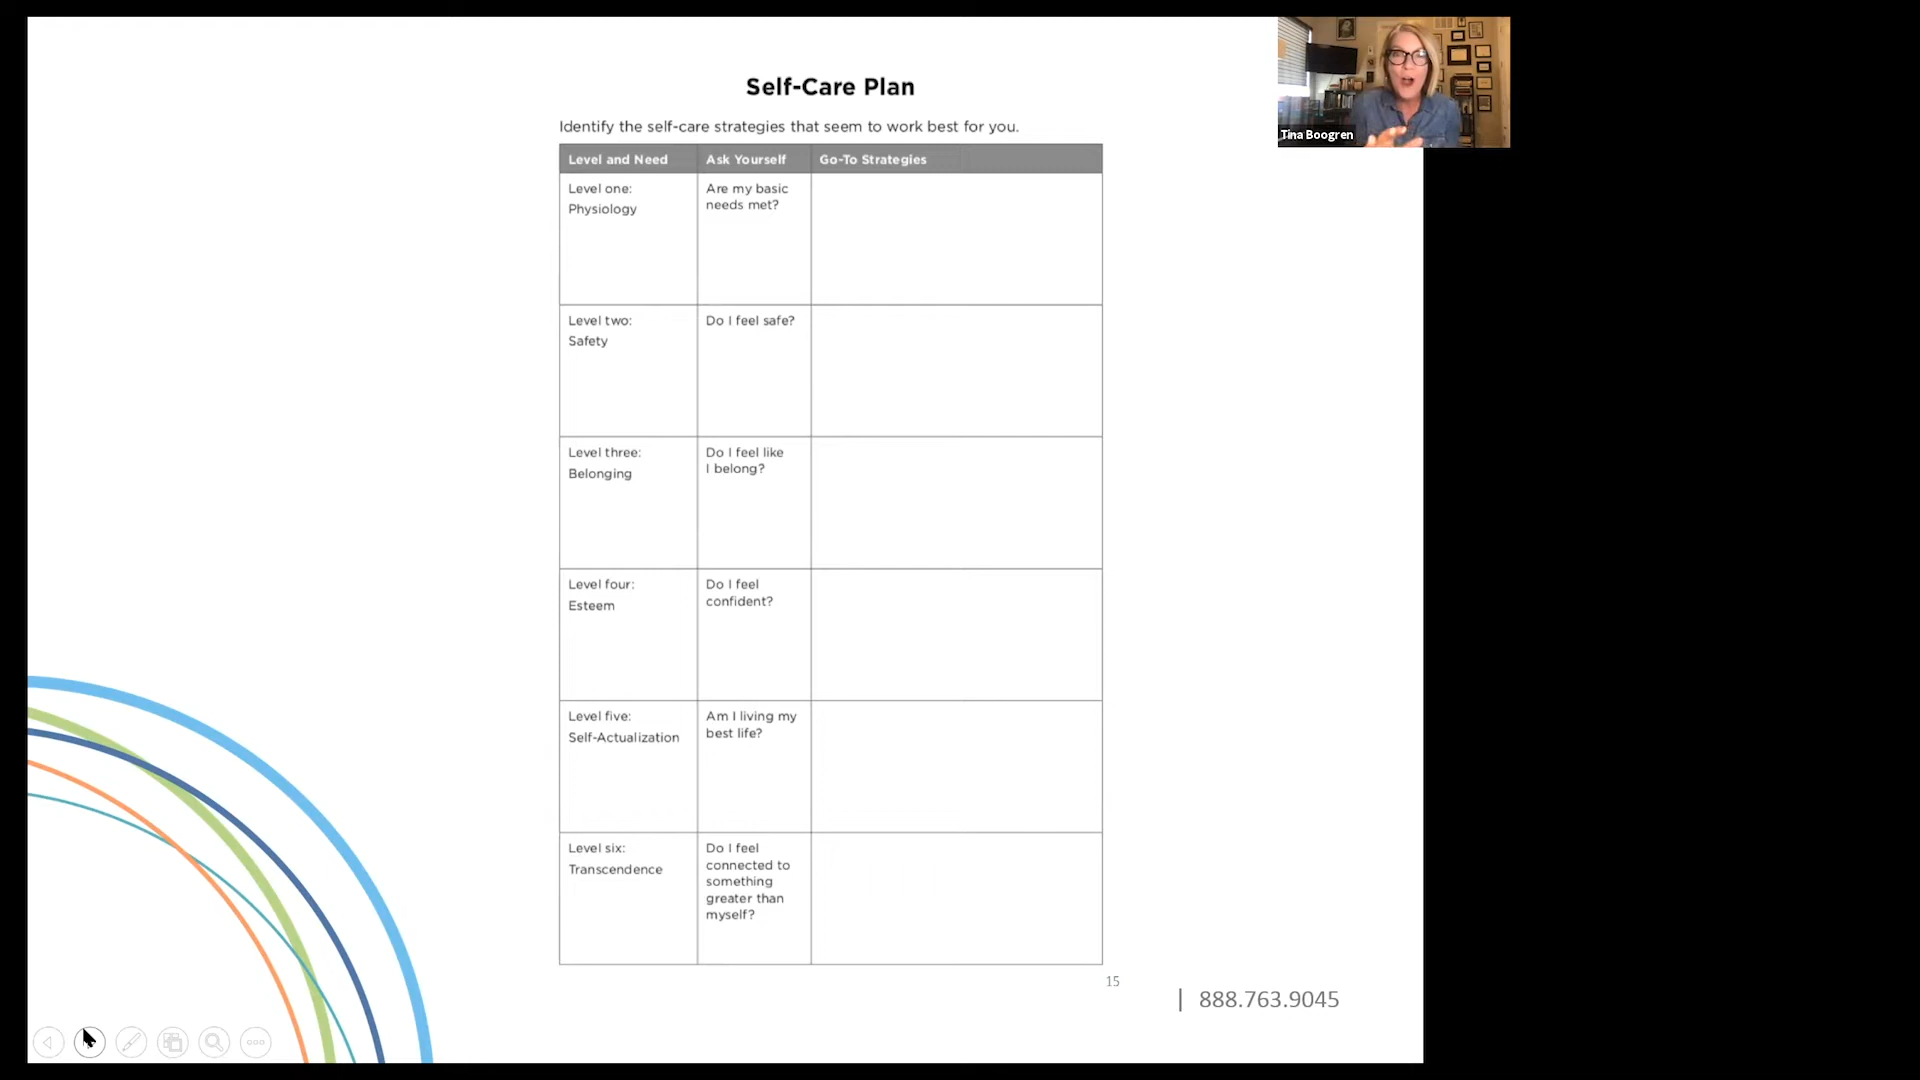 Self-Care Plan
Identify the self-care strategies that seem to work best for you.
Level and Need
Ask Yourself
Go-To Strategies
Level one:
Physiology
Are my basic
needs met?
Level two:
Safety
Do I feel safe?
Level three:
Belonging
Do I feel like
I belong?
Level four:
Esteem
Do I feel
confident?
Level five:
Self-Actualization
Am I living my
best life?
Level six:
Transcendence
Do I feel
connected to
something
greater than
myself?
15
| 888.763.9045
Tina Boogren